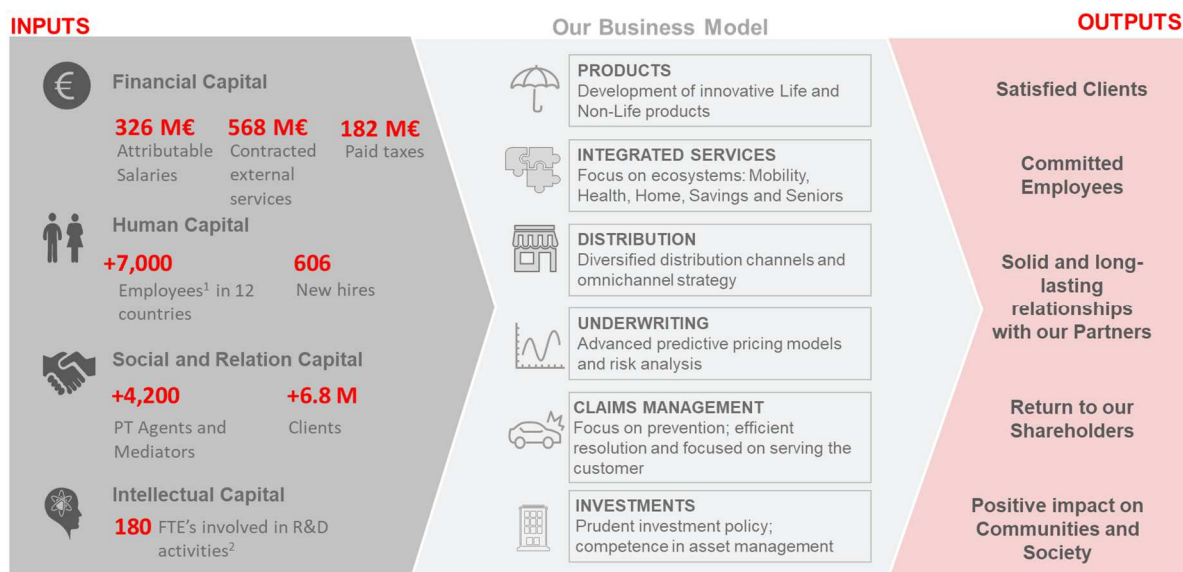 INPUTS
Our Business Model
OUTPUTS
€
Financial Capital
326 M€
Attributable
Salaries
568 M€
Contracted
external
services
182 M€
Paid taxes
Human Capital
+7,000
Employees¹ in 12
countries
606
New hires
Social and Relation Capital
+4,200
PT Agents and
Mediators
+6.8 M
Clients
Intellectual Capital
180 FTE's involved in R&D
activities²
PRODUCTS
Development of innovative Life and
Non-Life products
INTEGRATED SERVICES
Focus on ecosystems: Mobility,
Health, Home, Savings and Seniors
DISTRIBUTION
Diversified distribution channels and
omnichannel strategy
UNDERWRITING
Advanced predictive pricing models
and risk analysis
CLAIMS MANAGEMENT
Focus on prevention; efficient
resolution and focused on serving the
customer
INVESTMENTS
Prudent investment policy;
competence in asset management
Satisfied Clients
Committed
Employees
Solid and long-
lasting
relationships
with our Partners
Return to our
Shareholders
Positive impact on
Communities and
Society